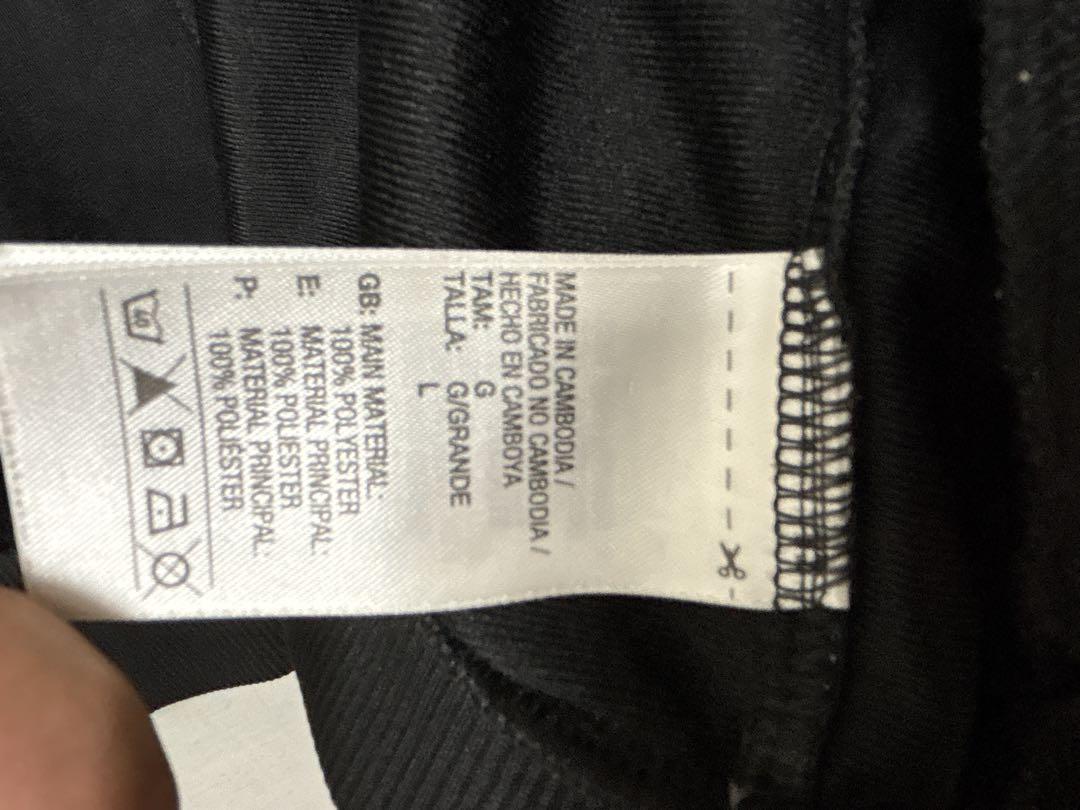 MADE IN CAMBODIA /
FABRICADO NO CAMBODIA /
HECHO EN CAMBOYA
TAM: G
TALLA: G/GRANDE
L
GB: MAIN MATERIAL:
100% POLYESTER
E: MATERIAL PRINCIPAL:
100% POLIESTER
P: MATERIAL PRINCIPAL:
100% POLIÉSTER
40